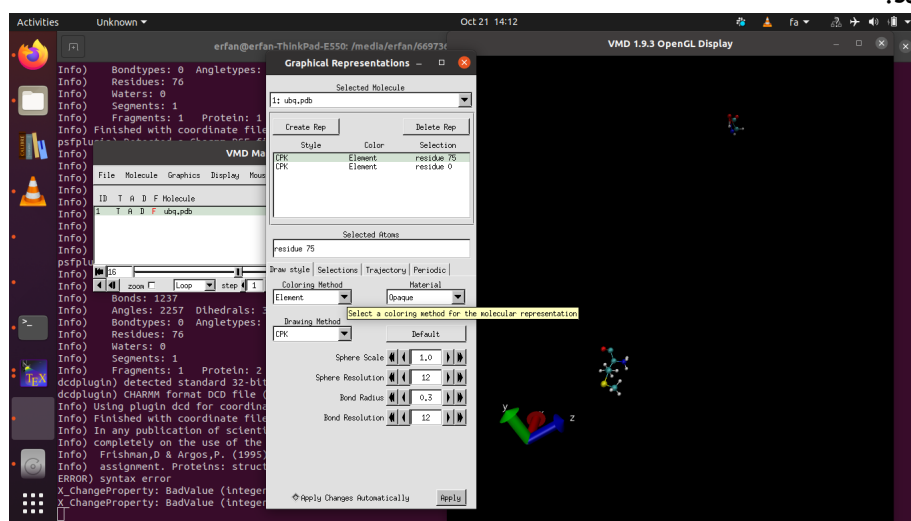 اs.
Activities
Unknown
Oct 21 14:12
fa
erfan@erfan-ThinkPad-E550: /media/erfan/66973
Info) Bondtypes: 0 Angletypes:
Info) Residues: 76
Info) Waters: 0
Info) Segments: 1
Info) Fragments: 1 Protein: 1
Info) Finished with coordinate file
psfplu
Info)
Info)
Info)
Info)
Info)
Info)
Info)
Info)
Info)
psfplu
Info)
Info)
Info) Bonds: 1237
Info) Angles: 2257 Dihedrals: 3
Info) Bondtypes: 0 Angletypes:
Info) Residues: 76
Info) Waters: 0
Info) Segments: 1
Info) Fragments: 1 Protein: 2
dcdplugin) detected standard 32-bit
dcdplugin) CHARMM format DCD file (
Info) Using plugin dcd for coordina
Info) Finished with coordinate file
Info) In any publication of scienti
Info) completely on the use of the
Info) Frishman,D & Argos,P. (1995)
Info) assignment. Proteins: struct
ERROR) syntax error
X_ChangeProperty: BadValue (integer
X_ChangeProperty: BadValue (integer
VMD Ma
File Molecule Graphics Display Mous
ID T A D F Molecule
1 T A D F ubq.pdb
16
zoom Loop step 1
Graphical Representations
Selected Molecule
1: ubq.pdb
Create Rep Delete Rep
Style Color Selection
CPK Element residue 75
CPK Element residue 0
Selected Atoms
residue 75
Draw style Selections Trajectory Periodic
Coloring Method Material
Element Opaque
Select a coloring method for the molecular representation
Drawing Method
CPK Default
Sphere Scale 1.0
Sphere Resolution 12
Bond Radius 0.3
Bond Resolution 12
Apply Changes Automatically Apply
VMD 1.9.3 OpenGL Display
y
z
TEX